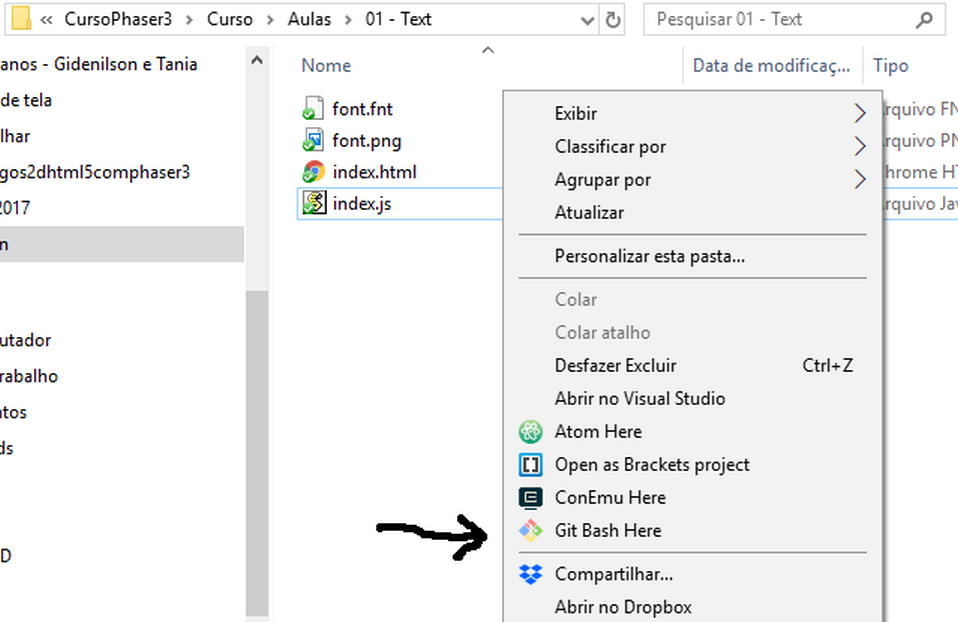 « CursoPhaser3 > Curso > Aulas > 01 - Text
Pesquisar 01 - Text
anos - Gidenilson e Tania
de tela
lhar
gos2dhtml5comphaser3
2017
n
utador
rabalho
ntos
ds
D
Nome
Data de modificaç...
Tipo
font.fnt
rquivo FN
font.png
rquivo PN
index.html
hrome HT
index.js
rquivo Jav
Exibir
Classificar por
Agrupar por
Atualizar
Personalizar esta pasta...
Colar
Colar atalho
Desfazer Excluir Ctrl+Z
Abrir no Visual Studio
Atom Here
Open as Brackets project
ConEmu Here
Git Bash Here
Compartilhar...
Abrir no Dropbox